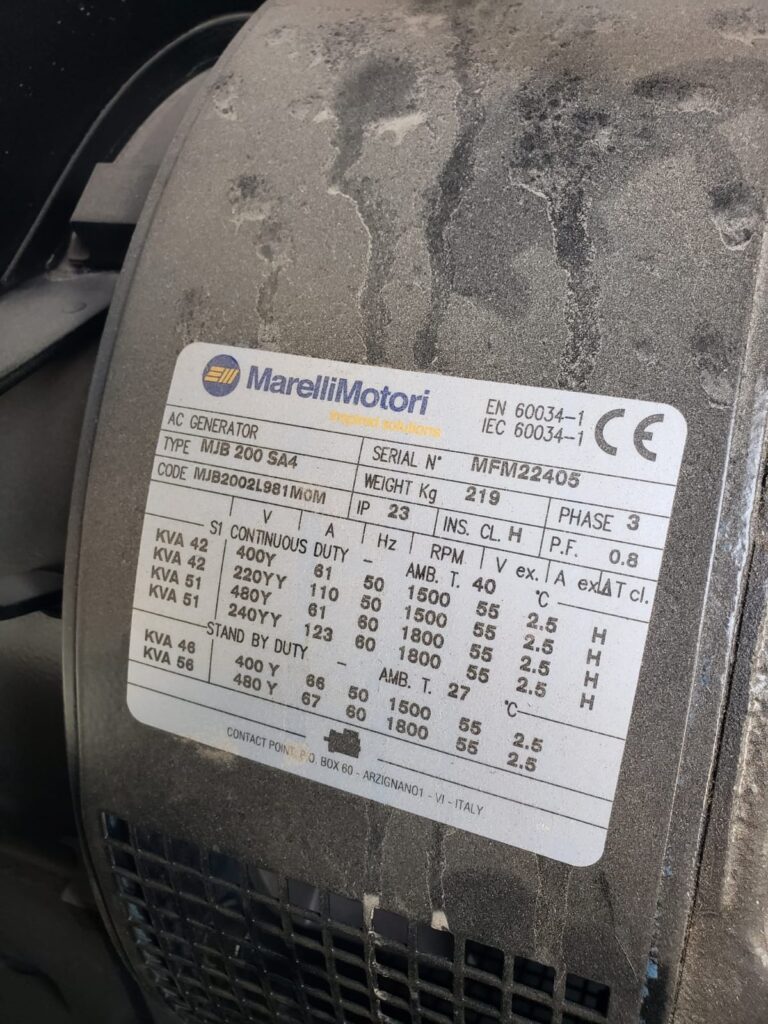 MarelliMotori
inspired solutions
EN 60034-1
IEC 60034-1
CE
AC GENERATOR
TYPE MJB 200 SA4 SERIAL N° MFM22405
CODE MJB2002L981M0M WEIGHT Kg 219 PHASE 3
IP 23 INS. CL. H P.F. 0.8
V A Hz RPM V ex. A ex. ΔT cl.
S1 CONTINUOUS DUTY - AMB. T. 40 °C
KVA 42 400Y 61 50 1500 55 2.5 H
KVA 42 220YY 110 50 1500 55 2.5 H
KVA 51 480Y 61 60 1800 55 2.5 H
KVA 51 240YY 123 60 1800 55 2.5 H
STAND BY DUTY - AMB. T. 27 °C
KVA 46 400 Y 66 50 1500 55 2.5
KVA 56 480 Y 67 60 1800 55 2.5
CONTACT POINT: P.O. BOX 60 - ARZIGNANO1 - VI - ITALY